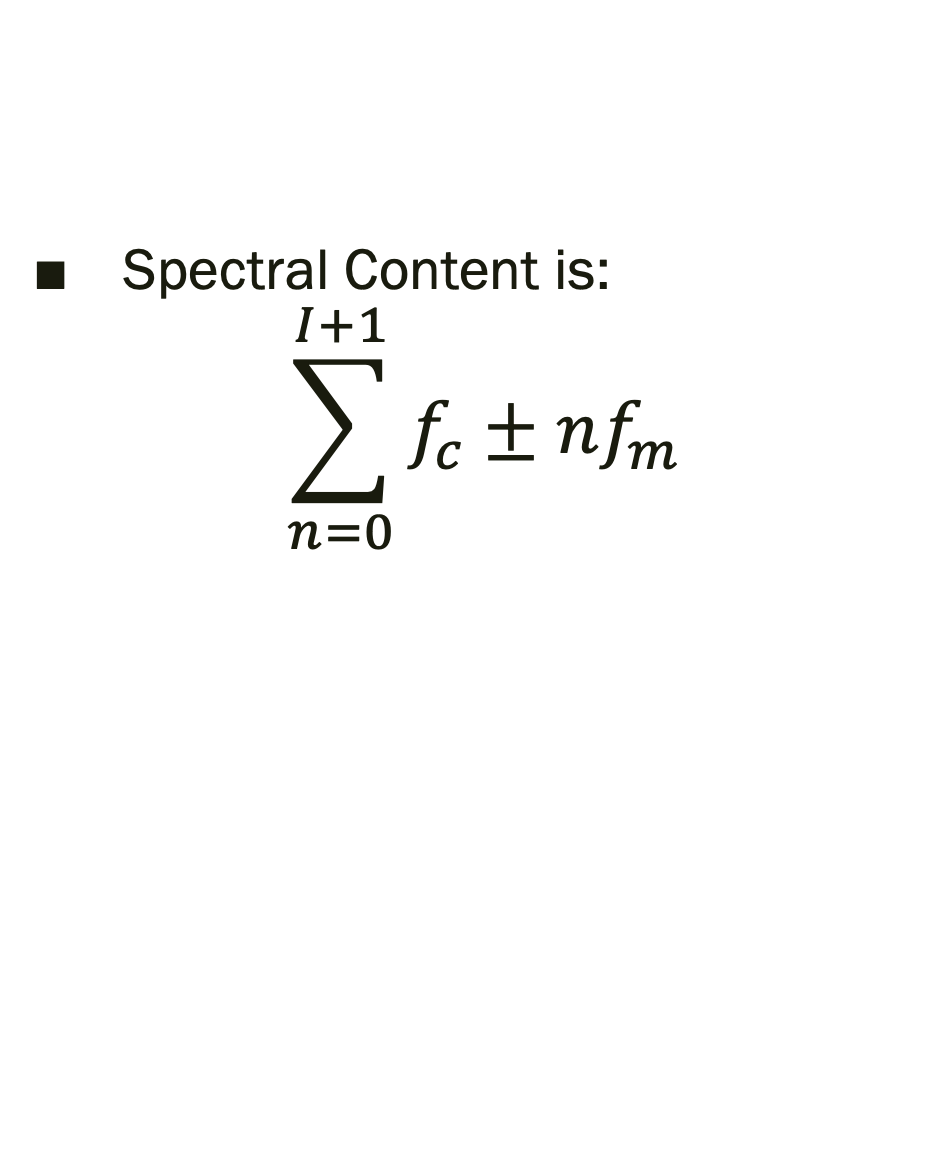 ■ Spectral Content is:
I+1
∑ f_c ± nf_m
n=0